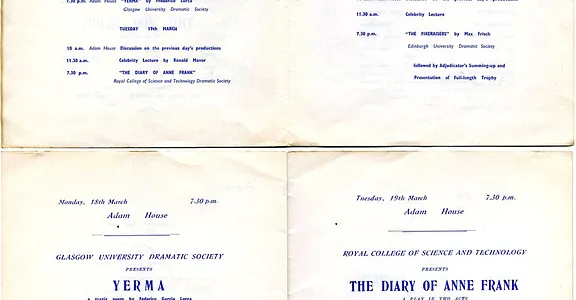 7.30 p.m. Adam House "YERMA" by Frederico Lorca
Glasgow University Dramatic Society
TUESDAY 19th MARCH
10 a.m. Adam House Discussion on the previous day's productions
11.30 a.m. Celebrity Lecture by Ronald Mavor
7.30 p.m. "THE DIARY OF ANNE FRANK"
Royal College of Science and Technology Dramatic Society
11.30 a.m. Celebrity Lecture
7.30 p.m. "THE FIRERAISERS" by Max Frisch
Edinburgh University Dramatic Society
followed by Adjudicator's Summing-up and
Presentation of Full-length Trophy
Monday, 18th March 7-30 p.m.
Adam House
GLASGOW UNIVERSITY DRAMATIC SOCIETY
PRESENTS
YERMA
a tragic poem by Federico Garcia Lorca
Tuesday, 19th March 7.30 p.m.
Adam House
ROYAL COLLEGE OF SCIENCE AND TECHNOLOGY
PRESENTS
THE DIARY OF ANNE FRANK
A PLAY IN TWO ACTS